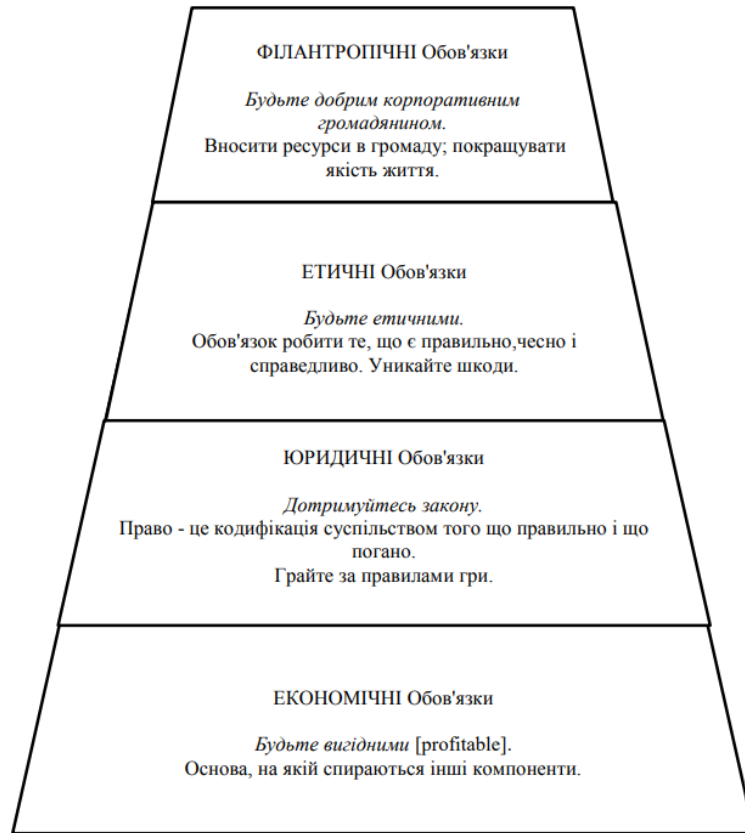 ФІЛАНТРОПІЧНІ Обов'язки
Будьте добрим корпоративним
громадянином.
Вносити ресурси в громаду; покращувати
якість життя.
ЕТИЧНІ Обов'язки
Будьте етичними.
Обов'язок робити те, що є правильно,чесно і
справедливо. Уникайте шкоди.
ЮРИДИЧНІ Обов'язки
Дотримуйтесь закону.
Право - це кодифікація суспільством того що правильно і що
погано.
Грайте за правилами гри.
ЕКОНОМІЧНІ Обов'язки
Будьте вигідними [profitable].
Основа, на якій спираються інші компоненти.